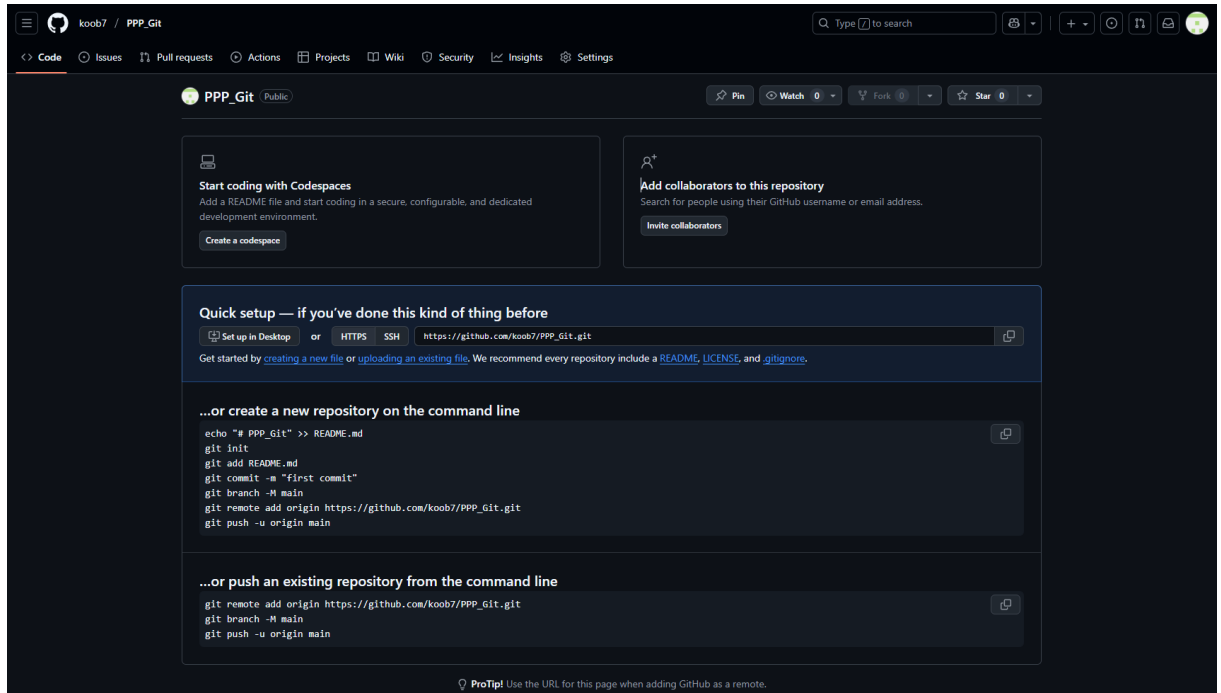 koob7 / PPP_Git
Type / to search
Code Issues Pull requests Actions Projects Wiki Security Insights Settings
PPP_Git Public
Pin Watch 0 Fork 0 Star 0
Start coding with Codespaces
Add a README file and start coding in a secure, configurable, and dedicated
development environment.
Create a codespace
Add collaborators to this repository
Search for people using their GitHub username or email address.
Invite collaborators
Quick setup — if you've done this kind of thing before
Set up in Desktop or HTTPS SSH https://github.com/koob7/PPP_Git.git
Get started by creating a new file or uploading an existing file. We recommend every repository include a README, LICENSE, and .gitignore.
…or create a new repository on the command line
echo "# PPP_Git" >> README.md
git init
git add README.md
git commit -m "first commit"
git branch -M main
git remote add origin https://github.com/koob7/PPP_Git.git
git push -u origin main
…or push an existing repository from the command line
git remote add origin https://github.com/koob7/PPP_Git.git
git branch -M main
git push -u origin main
ProTip! Use the URL for this page when adding GitHub as a remote.